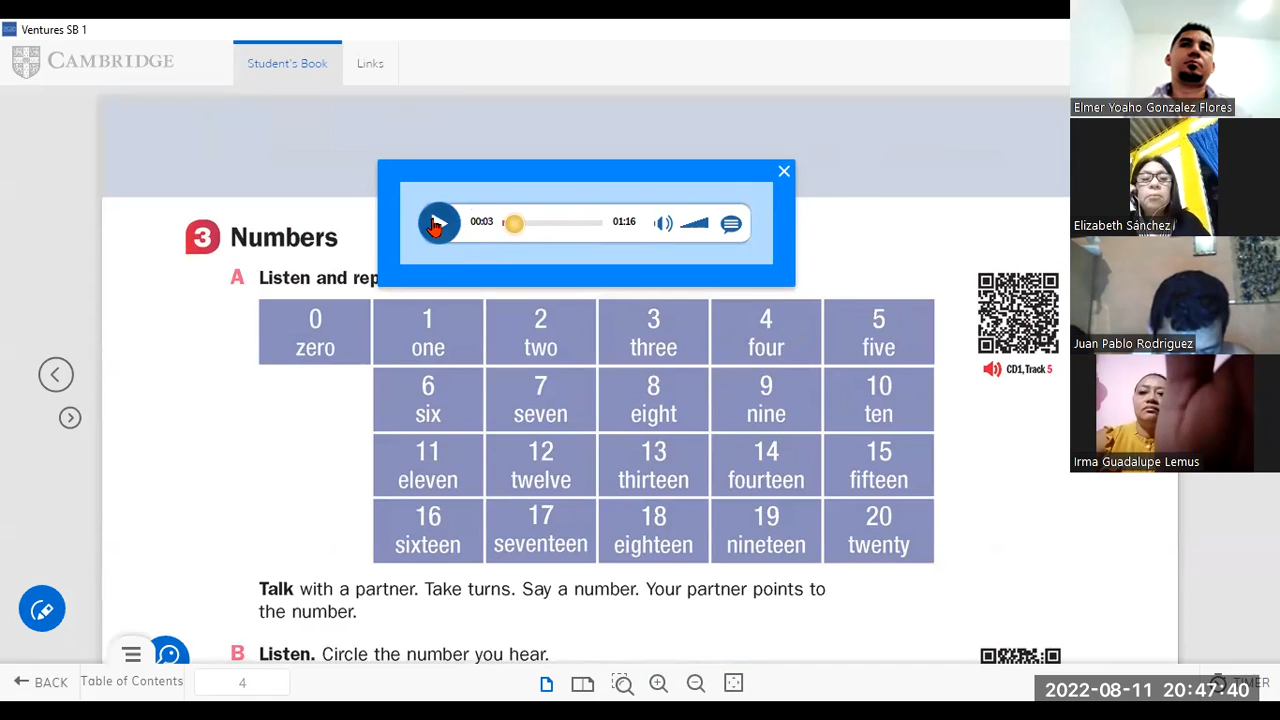 Ventures SB 1
CAMBRIDGE
Student's Book
Links
Elmer Yoaho Gonzalez Flores
Elizabeth Sánchez
Juan Pablo Rodriguez
Irma Guadalupe Lemus
00:03
01:16
3 Numbers
A Listen and rep
0 1 2 3 4 5
zero one two three four five
6 7 8 9 10
six seven eight nine ten
11 12 13 14 15
eleven twelve thirteen fourteen fifteen
16 17 18 19 20
sixteen seventeen eighteen nineteen twenty
CD1, Track 5
Talk with a partner. Take turns. Say a number. Your partner points to
the number.
B Listen. Circle the number you hear.
BACK
Table of Contents
4
TIMER
2022-08-11 20:47:40